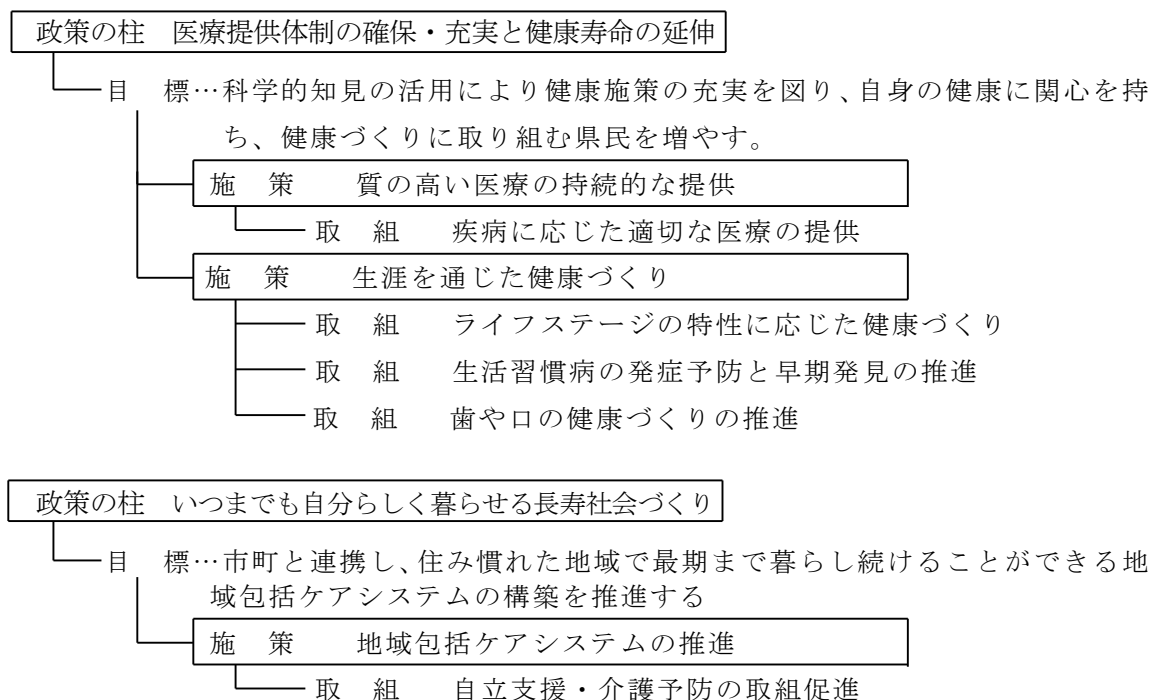 政策の柱　医療提供体制の確保・充実と健康寿命の延伸
目　標…科学的知見の活用により健康施策の充実を図り、自身の健康に関心を持
ち、健康づくりに取り組む県民を増やす。
施　策　質の高い医療の持続的な提供
取　組　疾病に応じた適切な医療の提供
施　策　生涯を通じた健康づくり
取　組　ライフステージの特性に応じた健康づくり
取　組　生活習慣病の発症予防と早期発見の推進
取　組　歯や口の健康づくりの推進
政策の柱　いつまでも自分らしく暮らせる長寿社会づくり
目　標…市町と連携し、住み慣れた地域で最期まで暮らし続けることができる地
域包括ケアシステムの構築を推進する
施　策　地域包括ケアシステムの推進
取　組　自立支援・介護予防の取組促進